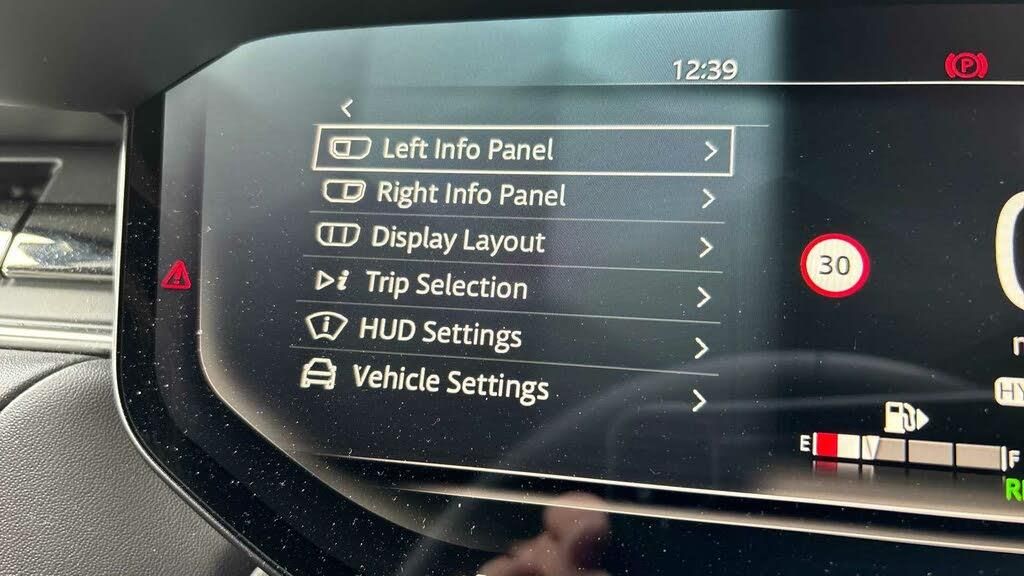 12:39
Left Info Panel
Right Info Panel
Display Layout
Trip Selection
HUD Settings
Vehicle Settings
30
E
F